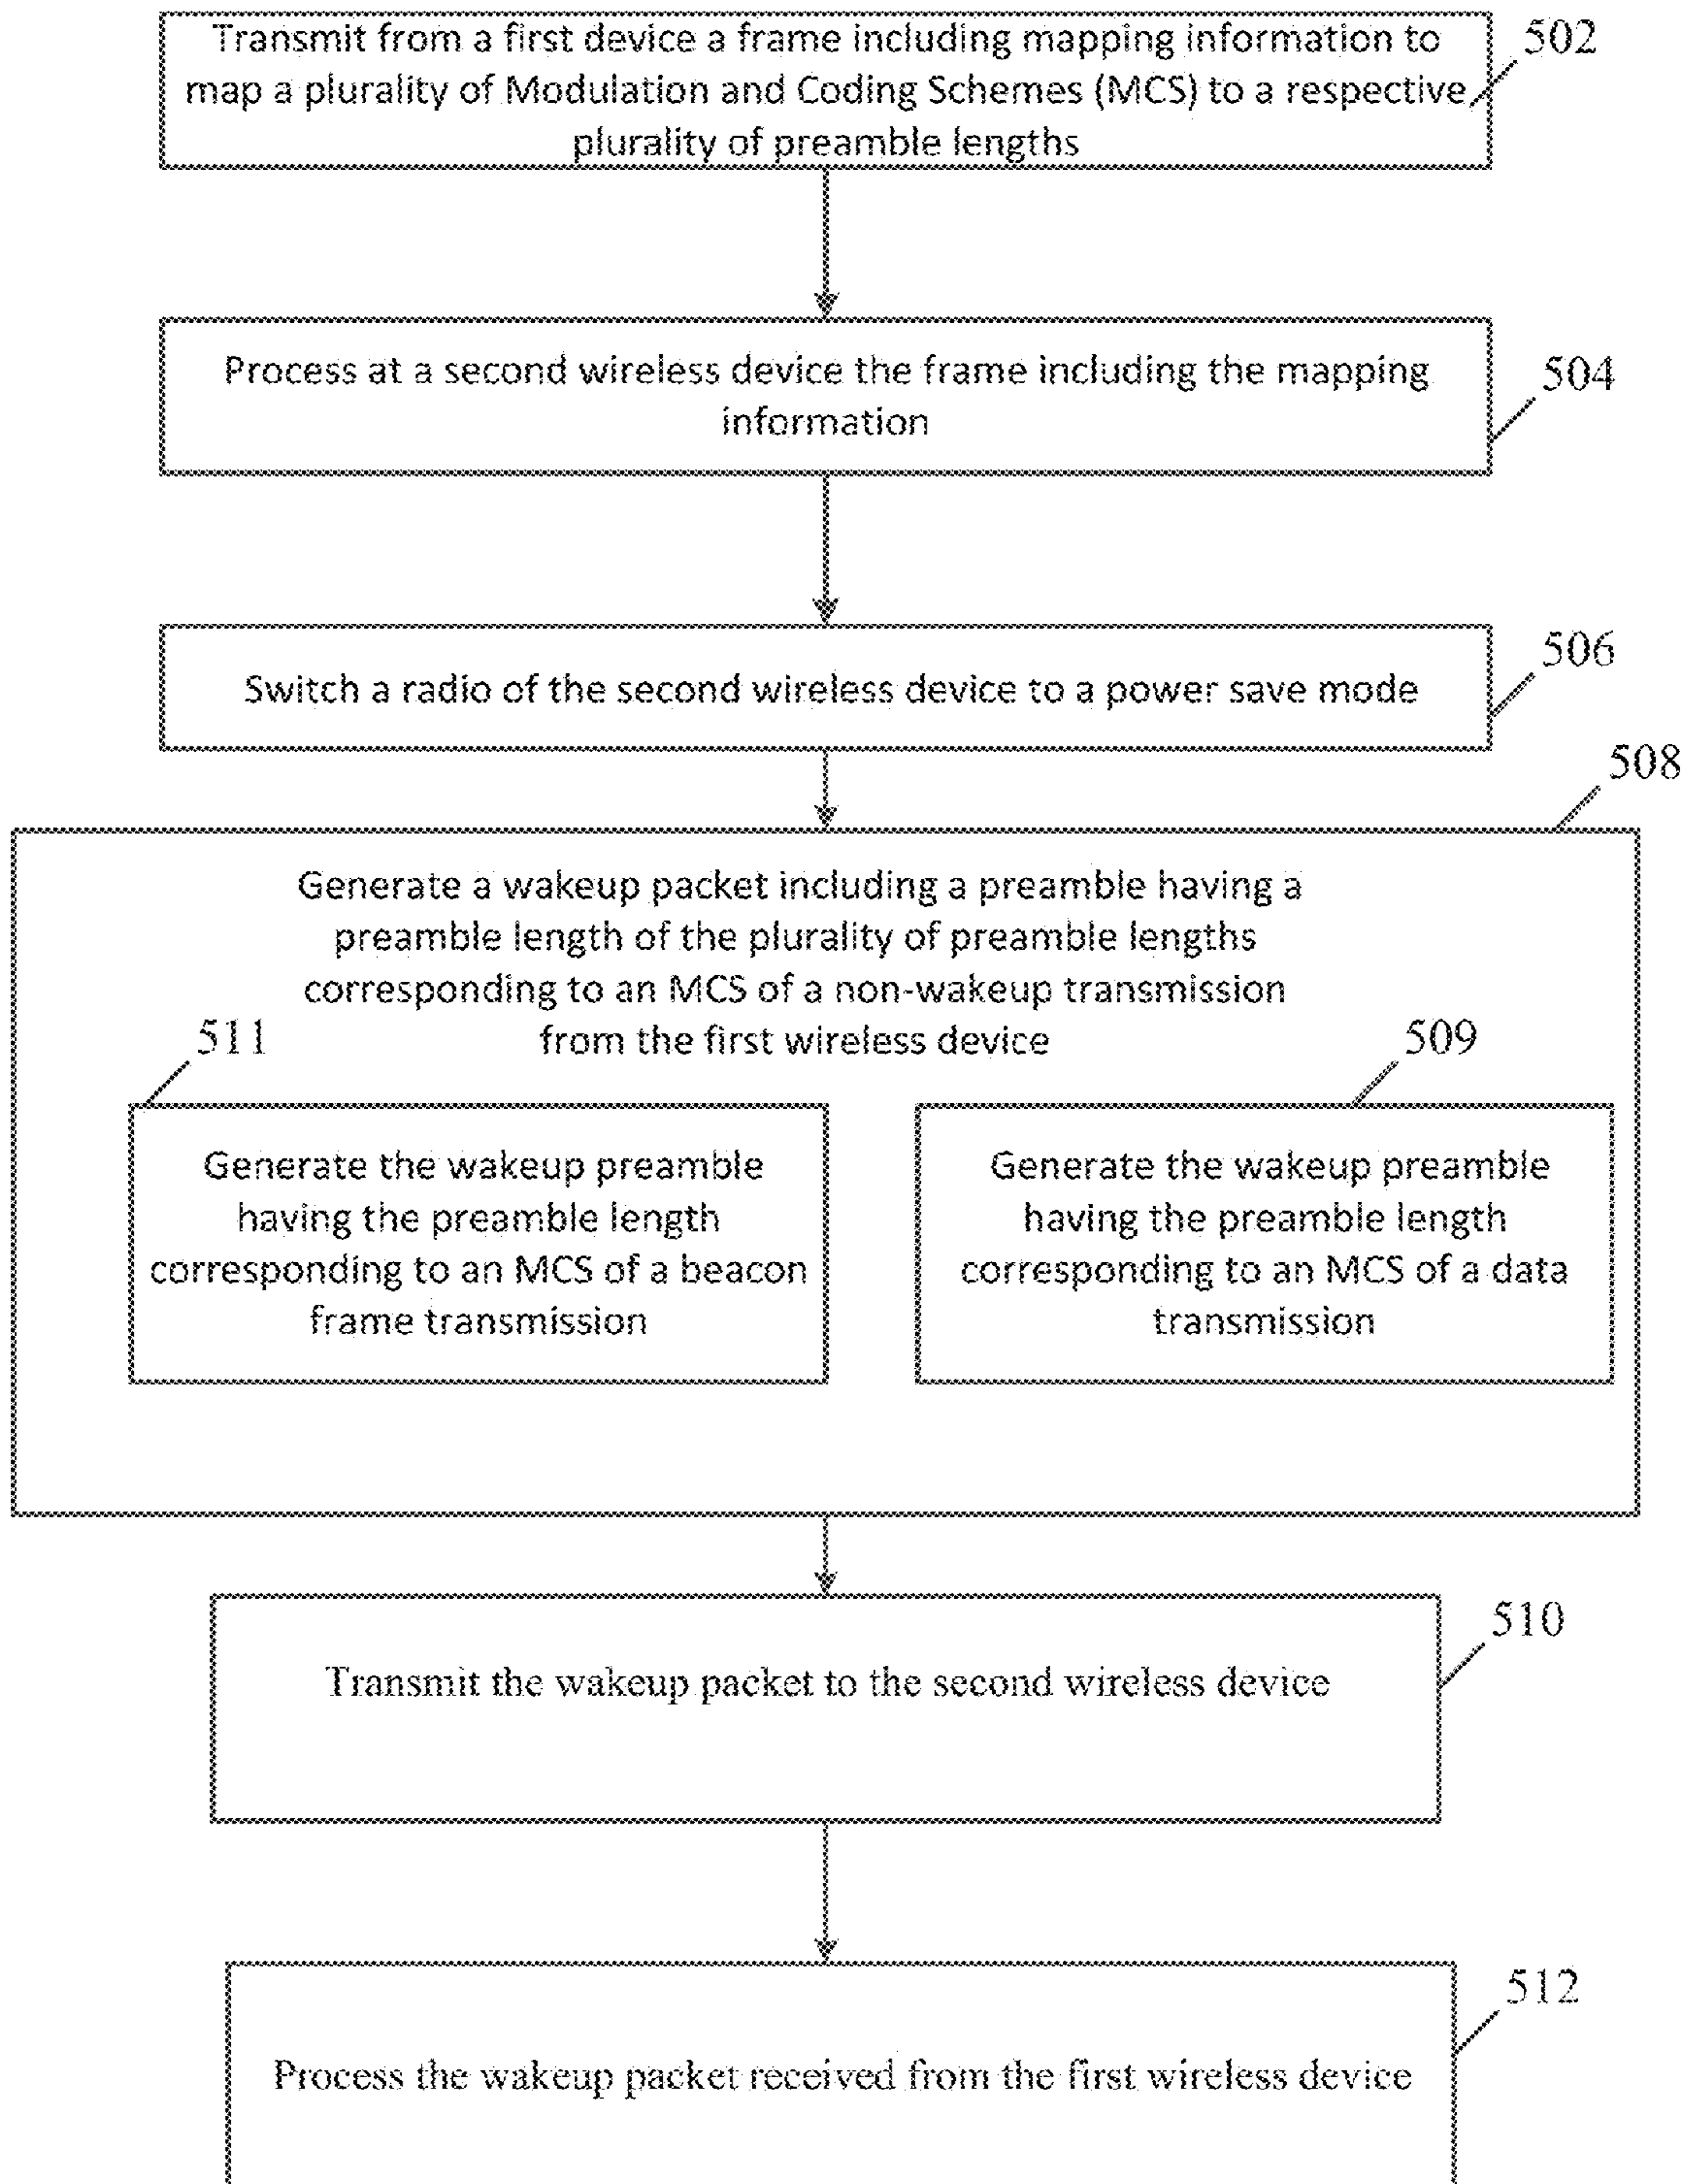 Transmit from a first device a frame including mapping information to
map a plurality of Modulation and Coding Schemes (MCS) to a respective
plurality of preamble lengths
502
Process at a second wireless device the frame including the mapping
information
504
Switch a radio of the second wireless device to a power save mode
506
508
Generate a wakeup packet including a preamble having a
preamble length of the plurality of preamble lengths
corresponding to an MCS of a non-wakeup transmission
from the first wireless device
511
Generate the wakeup preamble
having the preamble length
corresponding to an MCS of a beacon
frame transmission
509
Generate the wakeup preamble
having the preamble length
corresponding to an MCS of a data
transmission
510
Transmit the wakeup packet to the second wireless device
512
Process the wakeup packet received from the first wireless device